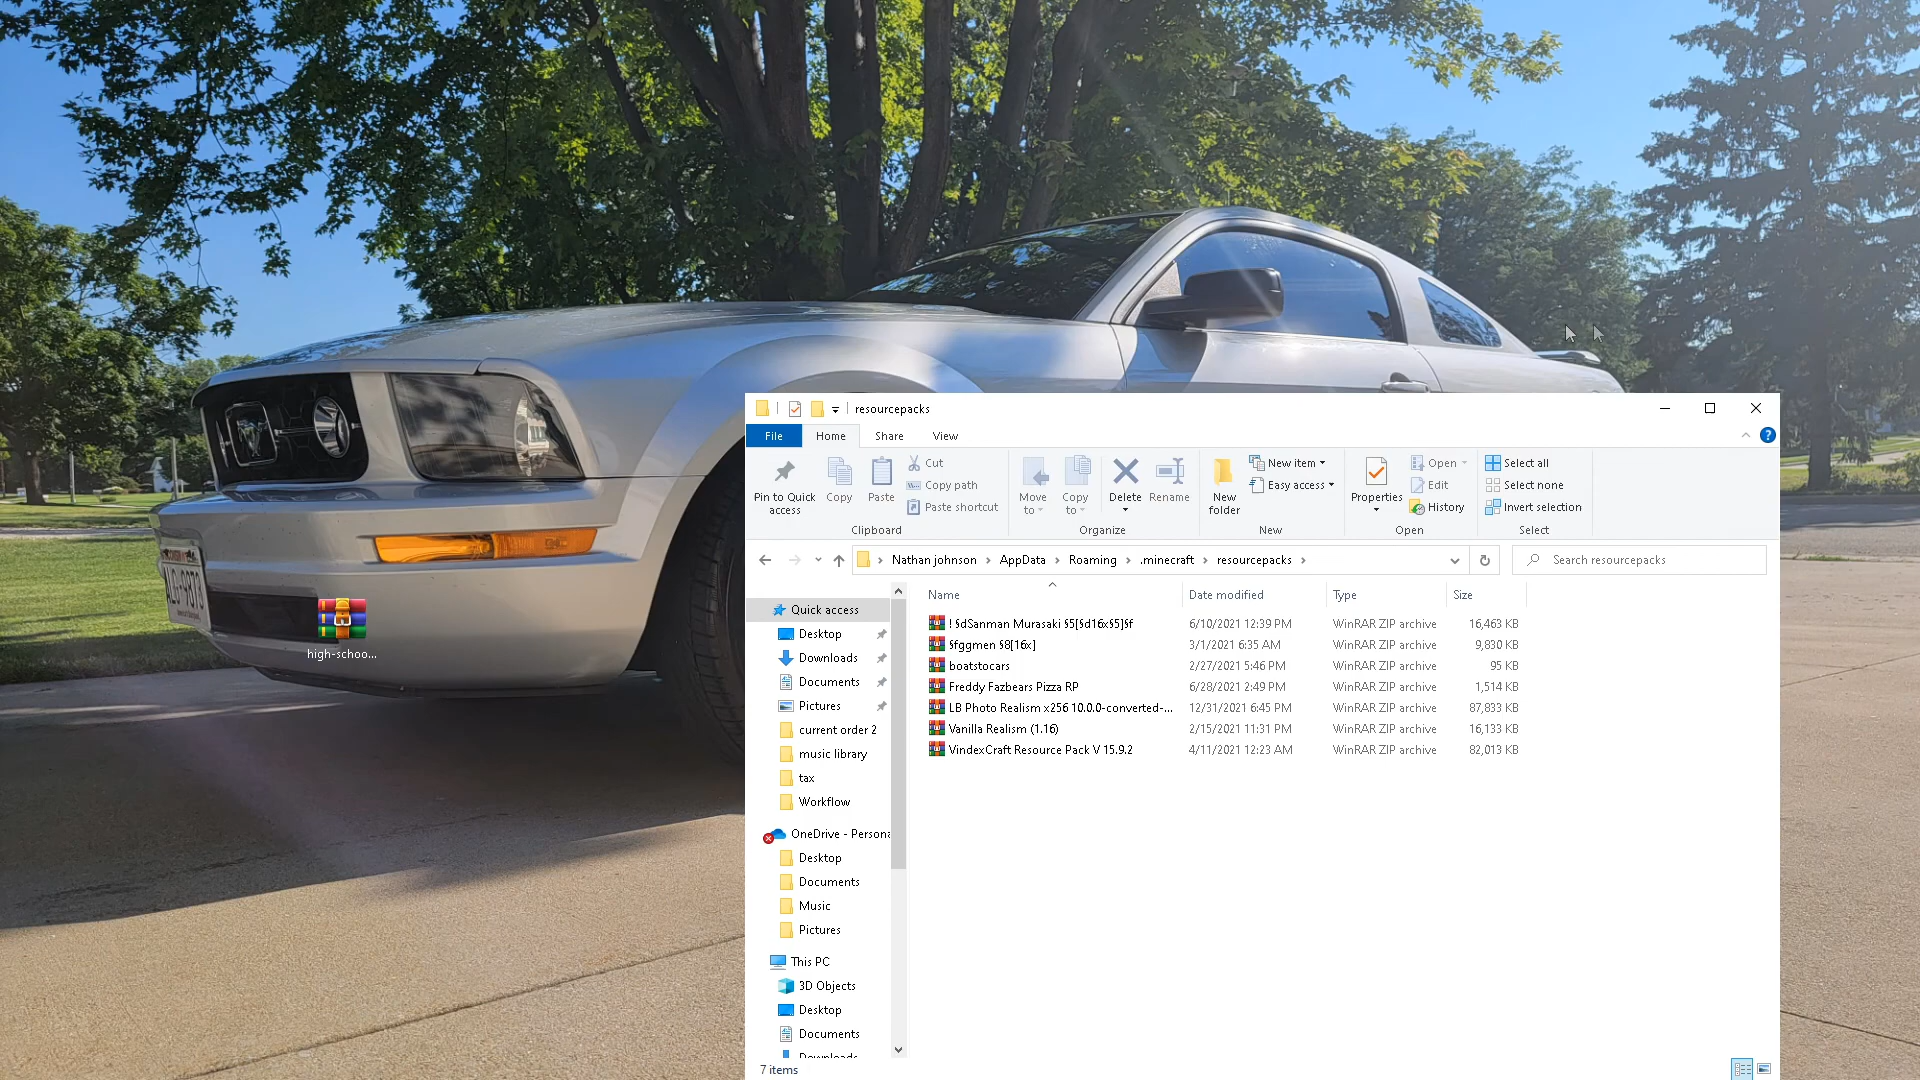 resourcepacks
File Home Share View
Pin to Quick access
Copy
Paste
Cut
Copy path
Paste shortcut
Clipboard
Move to
Copy to
Delete
Rename
Organize
New folder
New item
Easy access
New
Properties
Open
Edit
History
Open
Select all
Select none
Invert selection
Select
Nathan johnson > AppData > Roaming > .minecraft > resourcepacks >
Search resourcepacks
Quick access
Desktop
Downloads
Documents
Pictures
current order 2
music library
tax
Workflow
OneDrive - Persona
Desktop
Documents
Music
Pictures
This PC
3D Objects
Desktop
Documents
Downloads
Name Date modified Type Size
! §dSanman Murasaki §5[§d16x§5]§f 6/10/2021 12:39 PM WinRAR ZIP archive 16,463 KB
§fggmen §8[16x] 3/1/2021 6:35 AM WinRAR ZIP archive 9,830 KB
boatstocars 2/27/2021 5:46 PM WinRAR ZIP archive 95 KB
Freddy Fazbears Pizza RP 6/28/2021 2:49 PM WinRAR ZIP archive 1,514 KB
LB Photo Realism x256 10.0.0-converted-... 12/31/2021 6:45 PM WinRAR ZIP archive 87,833 KB
Vanilla Realism (1.16) 2/15/2021 11:31 PM WinRAR ZIP archive 16,133 KB
VindexCraft Resource Pack V 15.9.2 4/11/2021 12:23 AM WinRAR ZIP archive 82,013 KB
7 items
high-schoo...